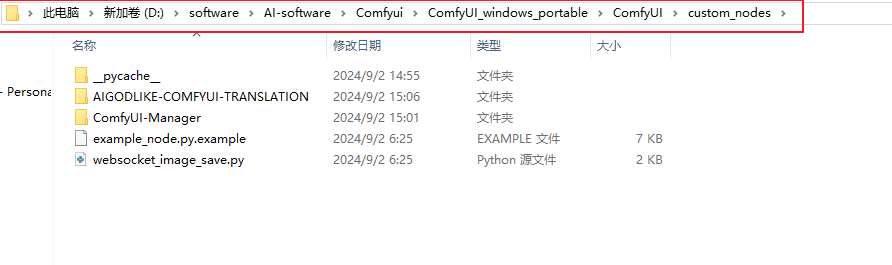 此电脑 > 新加卷 (D:) > software > AI-software > Comfyui > ComfyUI_windows_portable > ComfyUI > custom_nodes >
名称 修改日期 类型 大小
__pycache__ 2024/9/2 14:55 文件夹
- Persona AIGODLIKE-COMFYUI-TRANSLATION 2024/9/2 15:06 文件夹
ComfyUI-Manager 2024/9/2 15:01 文件夹
example_node.py.example 2024/9/2 6:25 EXAMPLE 文件 7 KB
websocket_image_save.py 2024/9/2 6:25 Python 源文件 2 KB